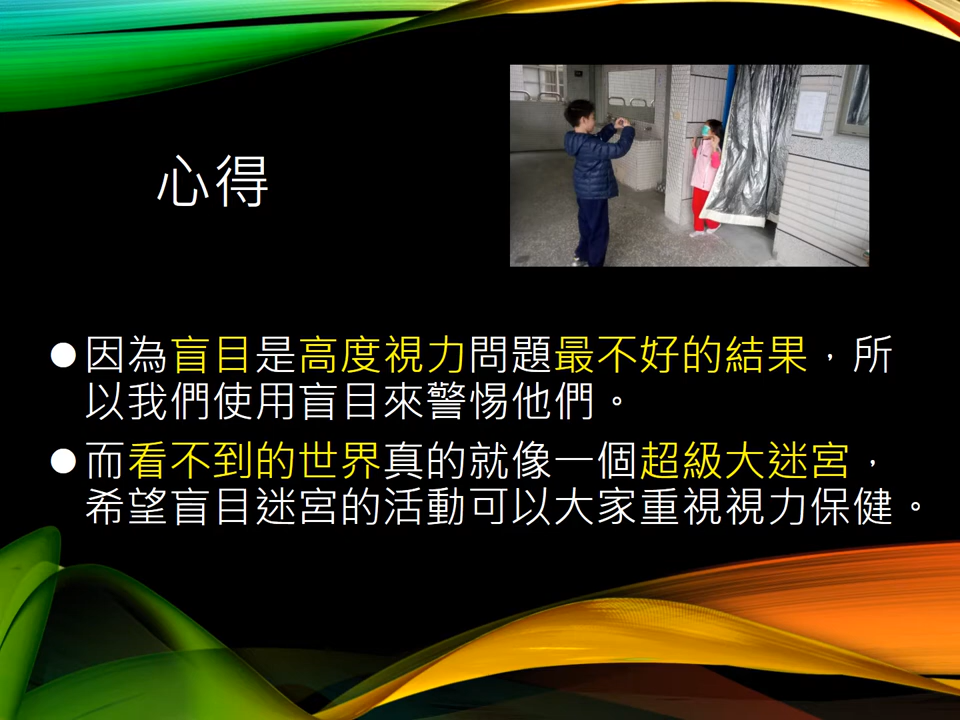 心得
●因為盲目是高度視力問題最不好的結果，所
以我們使用盲目來警惕他們。
●而看不到的世界真的就像一個超級大迷宮，
希望盲目迷宮的活動可以大家重視視力保健。